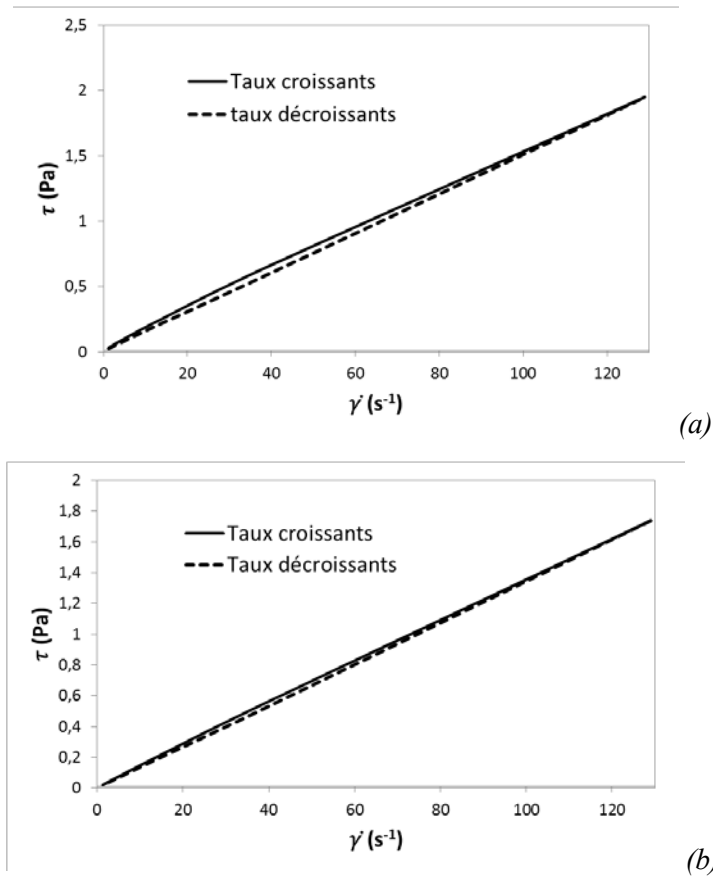 2,5
2
1,5
1
0,5
0
τ (Pa)
Taux croissants
taux décroissants
0 20 40 60 80 100 120
γ̇ (s⁻¹)
(a)
2
1,8
1,6
1,4
1,2
1
0,8
0,6
0,4
0,2
0
τ (Pa)
Taux croissants
Taux décroissants
0 20 40 60 80 100 120
γ̇ (s⁻¹)
(b)